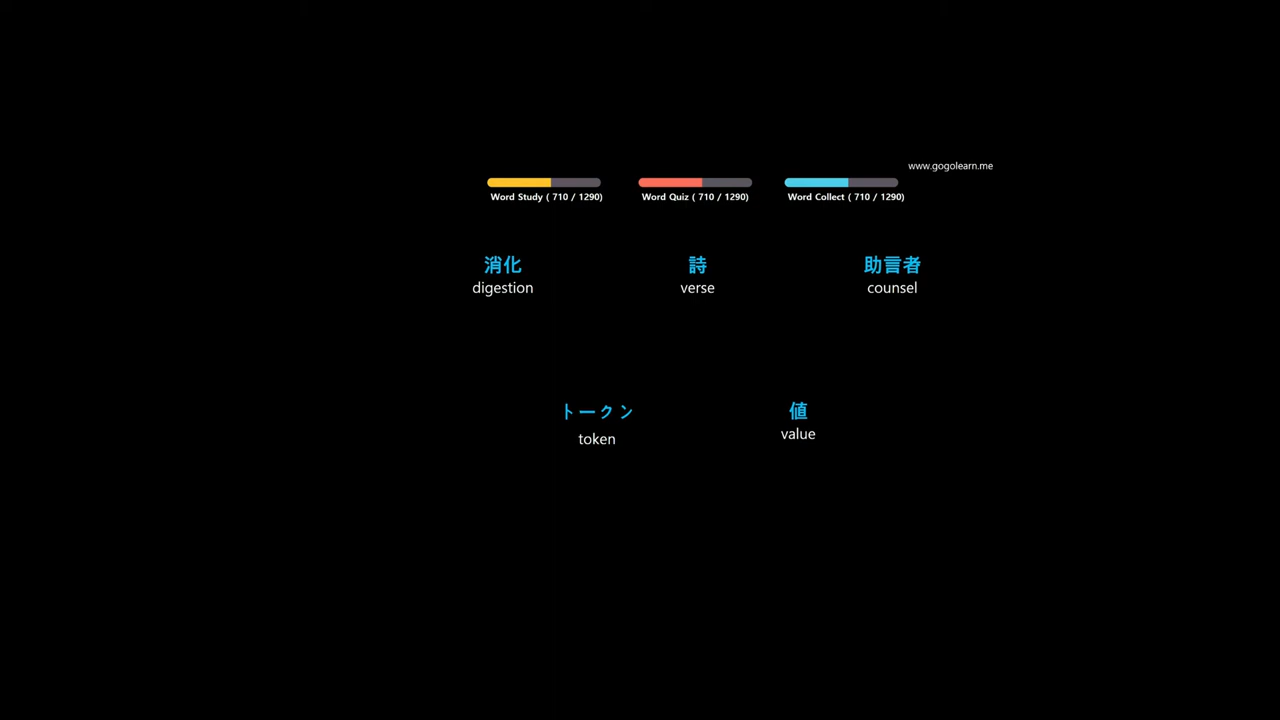 www.gogolearn.me
Word Study ( 710 / 1290)
Word Quiz ( 710 / 1290)
Word Collect ( 710 / 1290)
消化
digestion
詩
verse
助言者
counsel
トークン
token
値
value